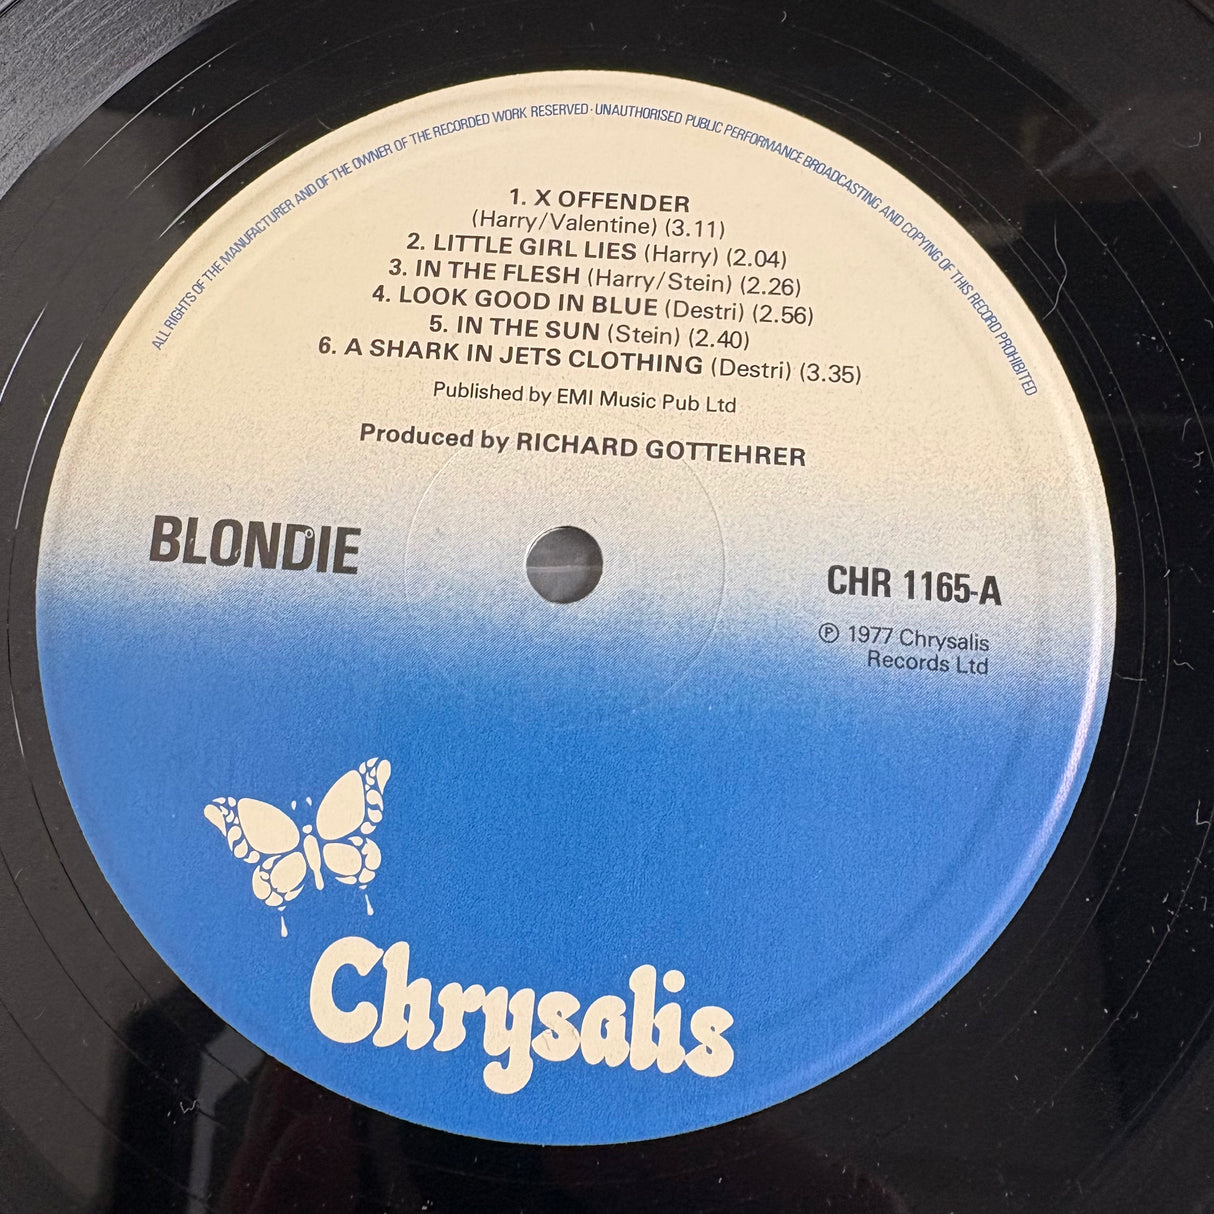 ALL RIGHTS OF THE MANUFACTURER AND OF THE OWNER OF THE RECORDED WORK RESERVED · UNAUTHORISED PUBLIC PERFORMANCE BROADCASTING AND COPYING OF THIS RECORD PROHIBITED
1. X OFFENDER
(Harry/Valentine) (3.11)
2. LITTLE GIRL LIES (Harry) (2.04)
3. IN THE FLESH (Harry/Stein) (2.26)
4. LOOK GOOD IN BLUE (Destri) (2.56)
5. IN THE SUN (Stein) (2.40)
6. A SHARK IN JETS CLOTHING (Destri) (3.35)
Published by EMI Music Pub Ltd
Produced by RICHARD GOTTEHRER
BLONDIE
CHR 1165-A
℗ 1977 Chrysalis
Records Ltd
Chrysalis